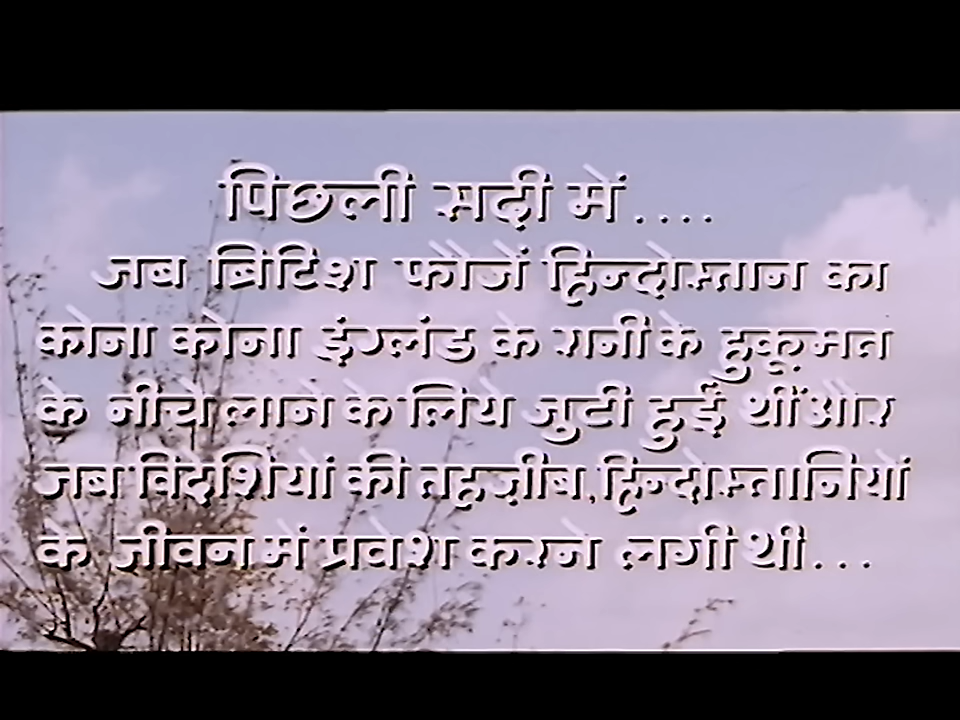 पिछली सदी में....
जब ब्रिटिश फौजें हिन्दोस्तान का
कोना कोना इंग्लंड के रानी के हुकूमत
के नीचे लाने के लिये जुटी हुईं थीं और
जब विदेशियों की तहज़ीब, हिन्दोस्तानियों
के जीवन में प्रवेश करने लगी थी...